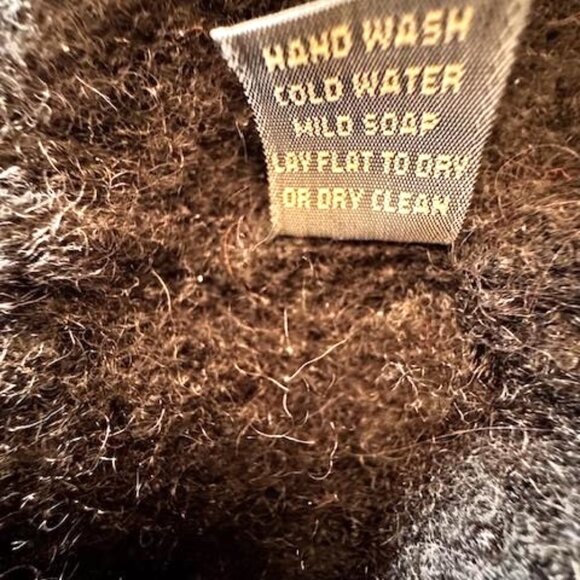 HAND WASH
COLD WATER
MILD SOAP
LAY FLAT TO DRY
OR DRY CLEAN